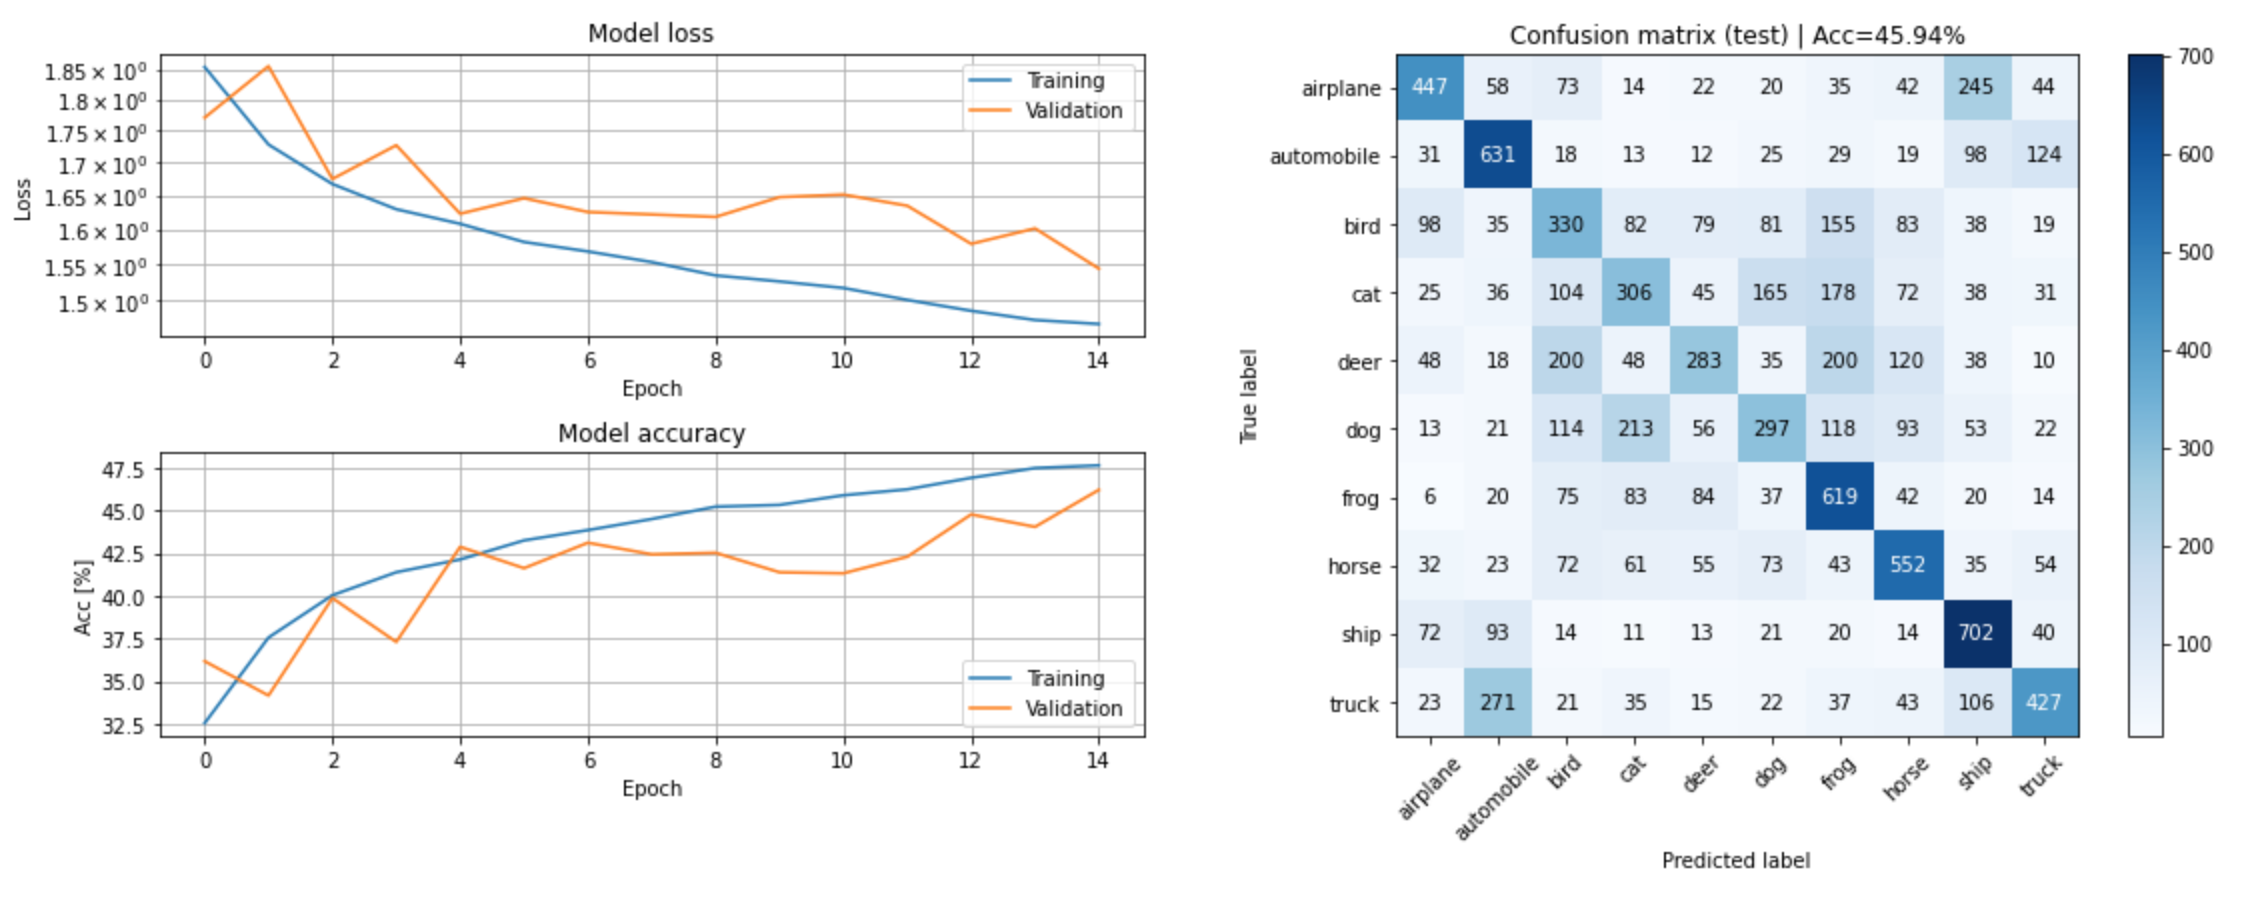 Model loss
1.85 × 10⁰
1.8 × 10⁰
1.75 × 10⁰
1.7 × 10⁰
1.65 × 10⁰
1.6 × 10⁰
1.55 × 10⁰
1.5 × 10⁰
Loss
Training
Validation
0 2 4 6 8 10 12 14
Epoch
Model accuracy
47.5
45.0
42.5
40.0
37.5
35.0
32.5
Acc [%]
Training
Validation
0 2 4 6 8 10 12 14
Epoch
Confusion matrix (test) | Acc=45.94%
True label
airplane 447 58 73 14 22 20 35 42 245 44
automobile 31 631 18 13 12 25 29 19 98 124
bird 98 35 330 82 79 81 155 83 38 19
cat 25 36 104 306 45 165 178 72 38 31
deer 48 18 200 48 283 35 200 120 38 10
dog 13 21 114 213 56 297 118 93 53 22
frog 6 20 75 83 84 37 619 42 20 14
horse 32 23 72 61 55 73 43 552 35 54
ship 72 93 14 11 13 21 20 14 702 40
truck 23 271 21 35 15 22 37 43 106 427
airplane automobile bird cat deer dog frog horse ship truck
Predicted label
700
600
500
400
300
200
100